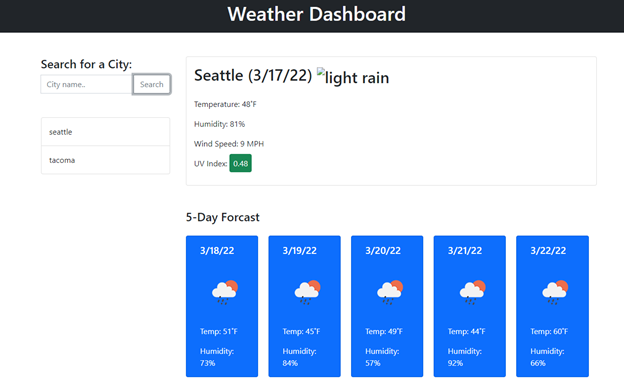 Weather Dashboard
Search for a City:
City name..
Search
seattle
tacoma
Seattle (3/17/22) light rain
Temperature: 48˚F
Humidity: 81%
Wind Speed: 9 MPH
UV Index: 0.48
5-Day Forcast
3/18/22
Temp: 51˚F
Humidity:
73%
3/19/22
Temp: 45˚F
Humidity:
84%
3/20/22
Temp: 49˚F
Humidity:
57%
3/21/22
Temp: 44˚F
Humidity:
92%
3/22/22
Temp: 60˚F
Humidity:
66%